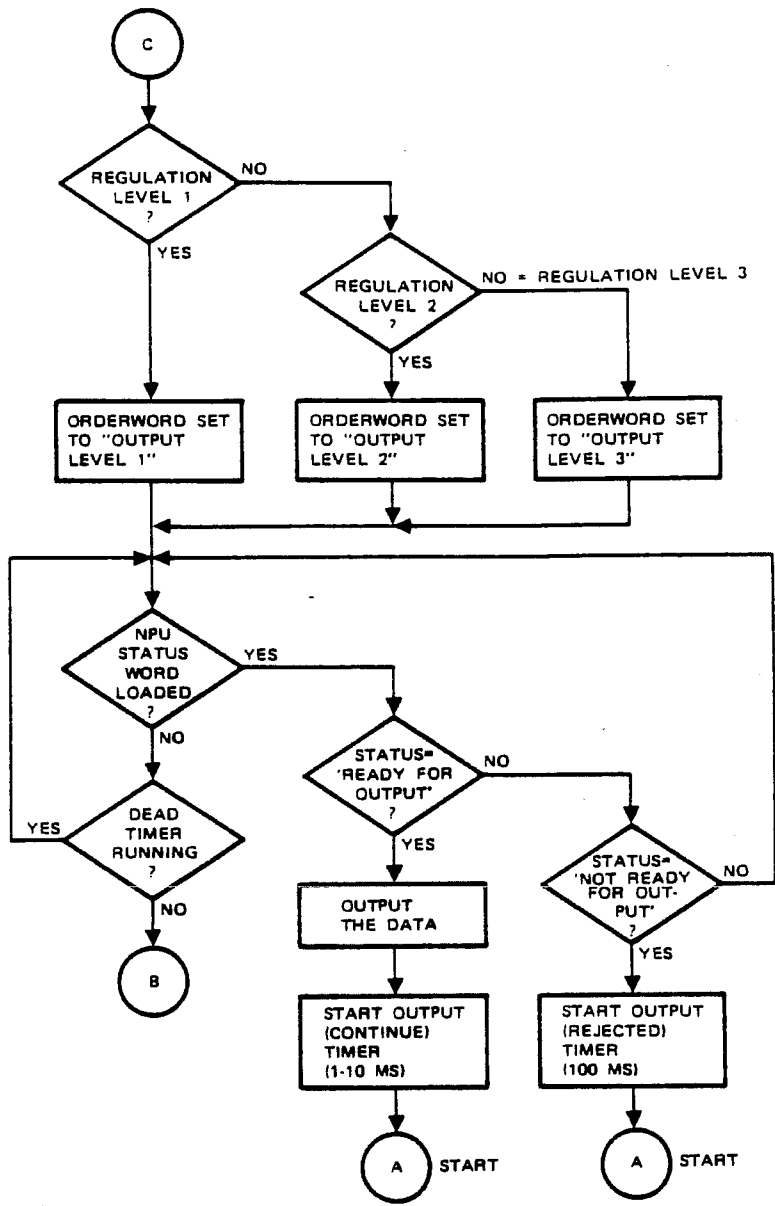 C
REGULATION
LEVEL 1
?
NO
YES
REGULATION
LEVEL 2
?
NO = REGULATION LEVEL 3
YES
ORDERWORD SET
TO "OUTPUT
LEVEL 1"
ORDERWORD SET
TO "OUTPUT
LEVEL 2"
ORDERWORD SET
TO "OUTPUT
LEVEL 3"
NPU
STATUS
WORD
LOADED
?
YES
NO
STATUS=
'READY FOR
OUTPUT'
?
NO
YES
DEAD
TIMER
RUNNING
?
YES
NO
STATUS=
'NOT READY
FOR OUT-
PUT'
?
NO
YES
OUTPUT
THE DATA
B
START OUTPUT
(CONTINUE)
TIMER
(1-10 MS)
START OUTPUT
(REJECTED)
TIMER
(100 MS)
A
START
A
START